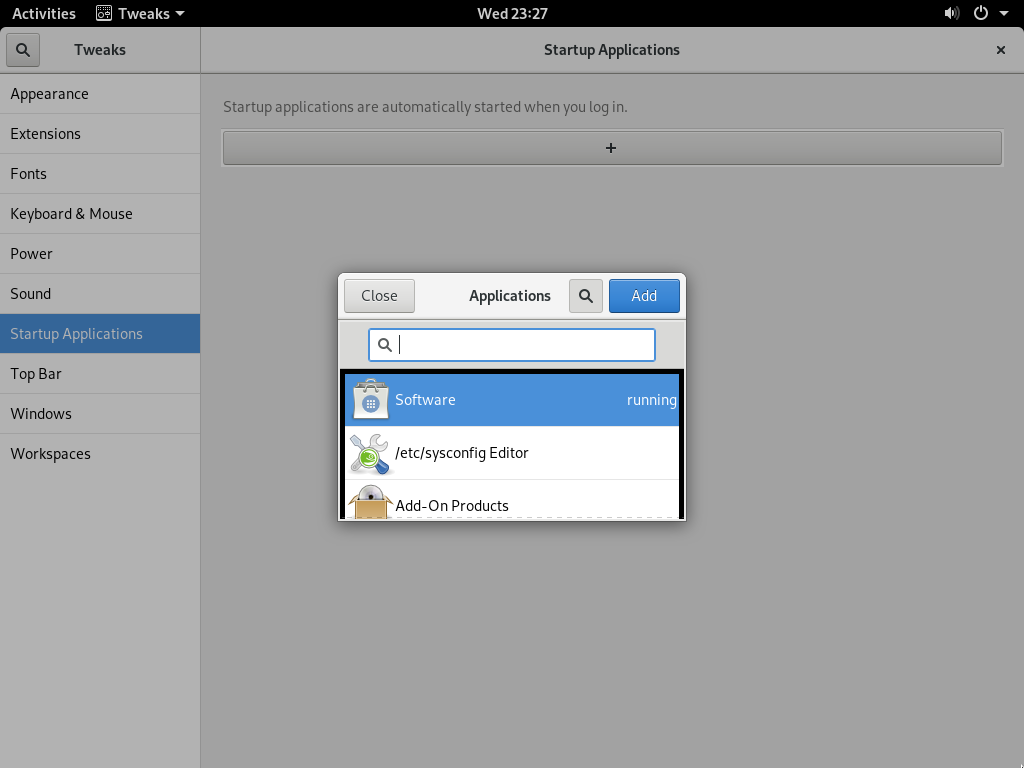 Activities Tweaks Wed 23:27
Tweaks Startup Applications
Appearance
Extensions
Fonts
Keyboard & Mouse
Power
Sound
Startup Applications
Top Bar
Windows
Workspaces
Startup applications are automatically started when you log in.
+
Close Applications Add
Software running
/etc/sysconfig Editor
Add-On Products